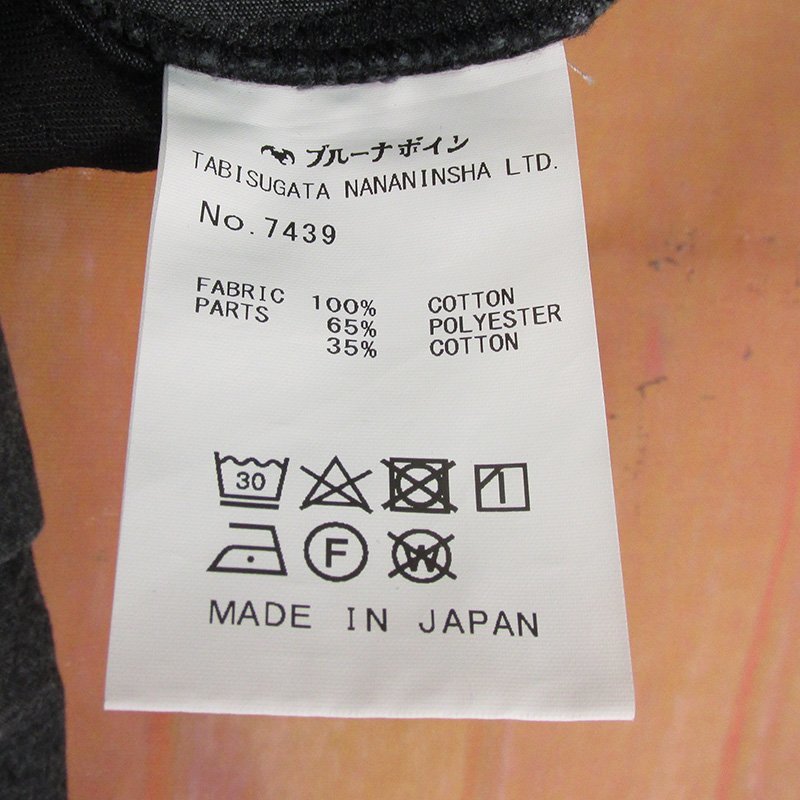 ブルーナボイン
TABISUGATA NANANINSHA LTD.
No.7439
FABRIC 100% COTTON
PARTS 65% POLYESTER
35% COTTON
30
F W
MADE IN JAPAN